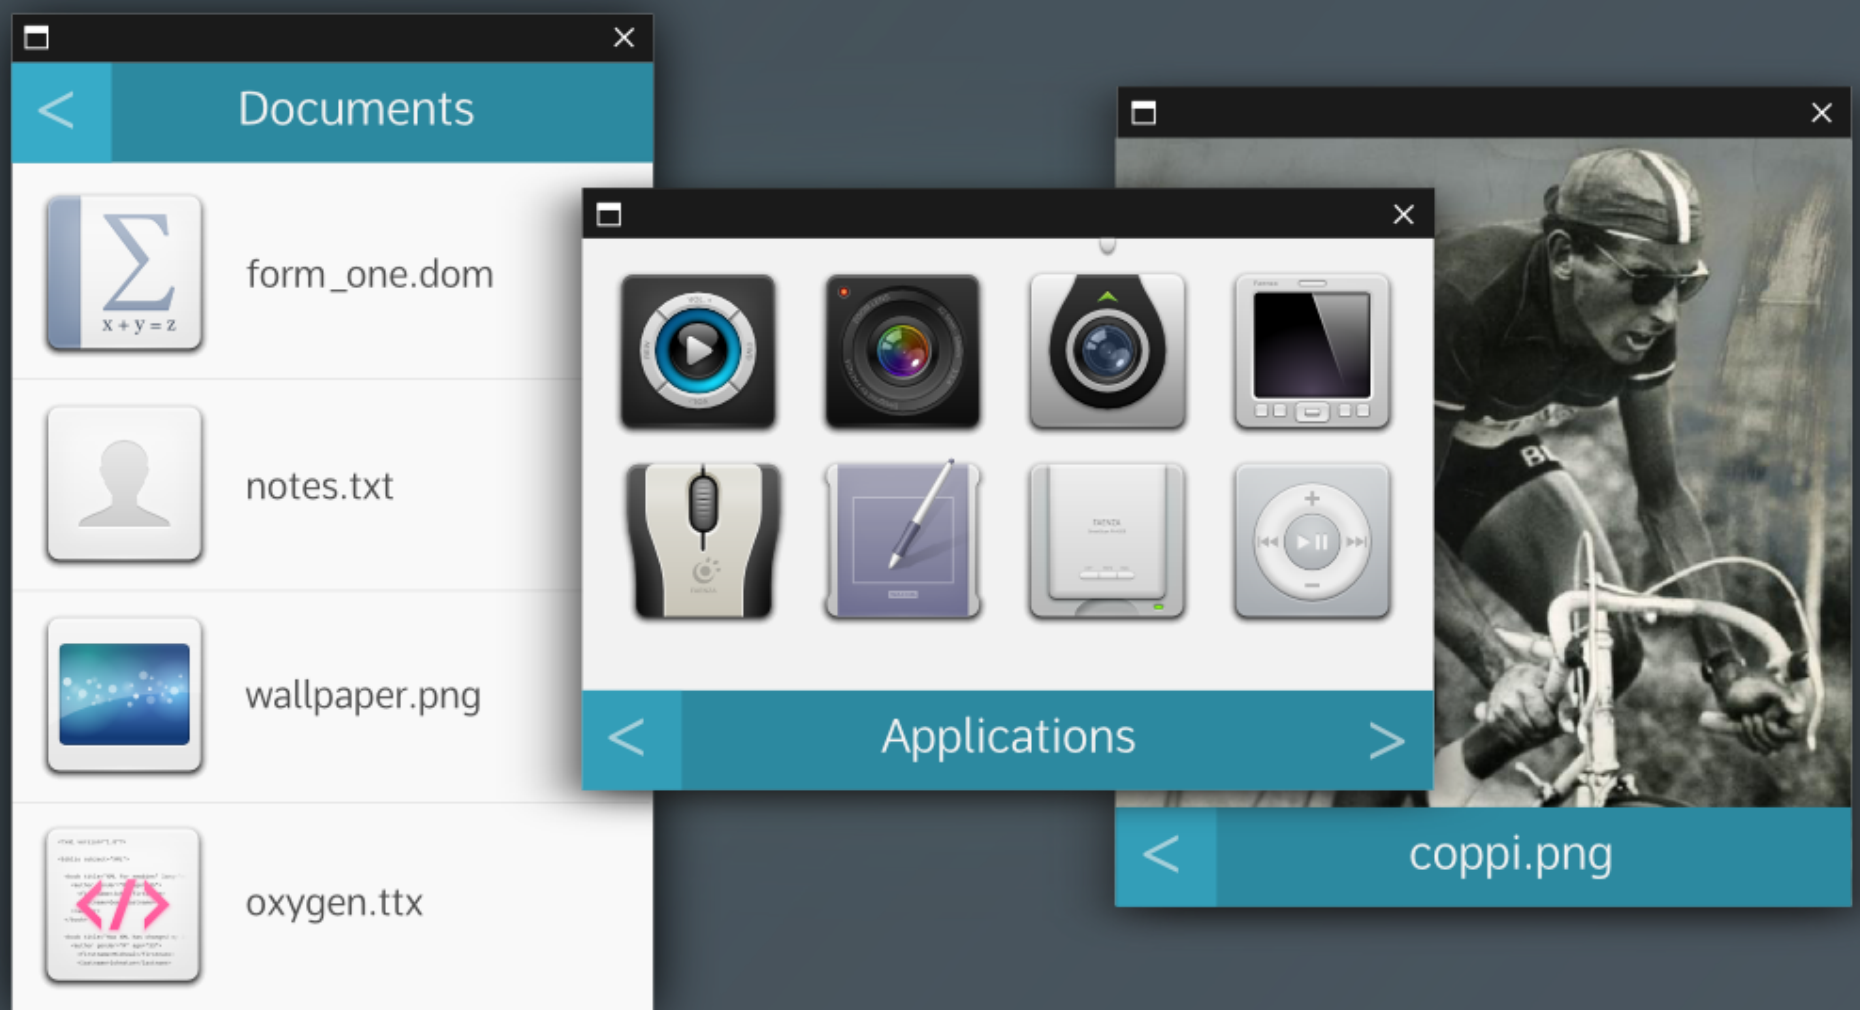 Documents
x + y = z
form_one.dom
notes.txt
wallpaper.png
</>
oxygen.ttx
Applications
coppi.png